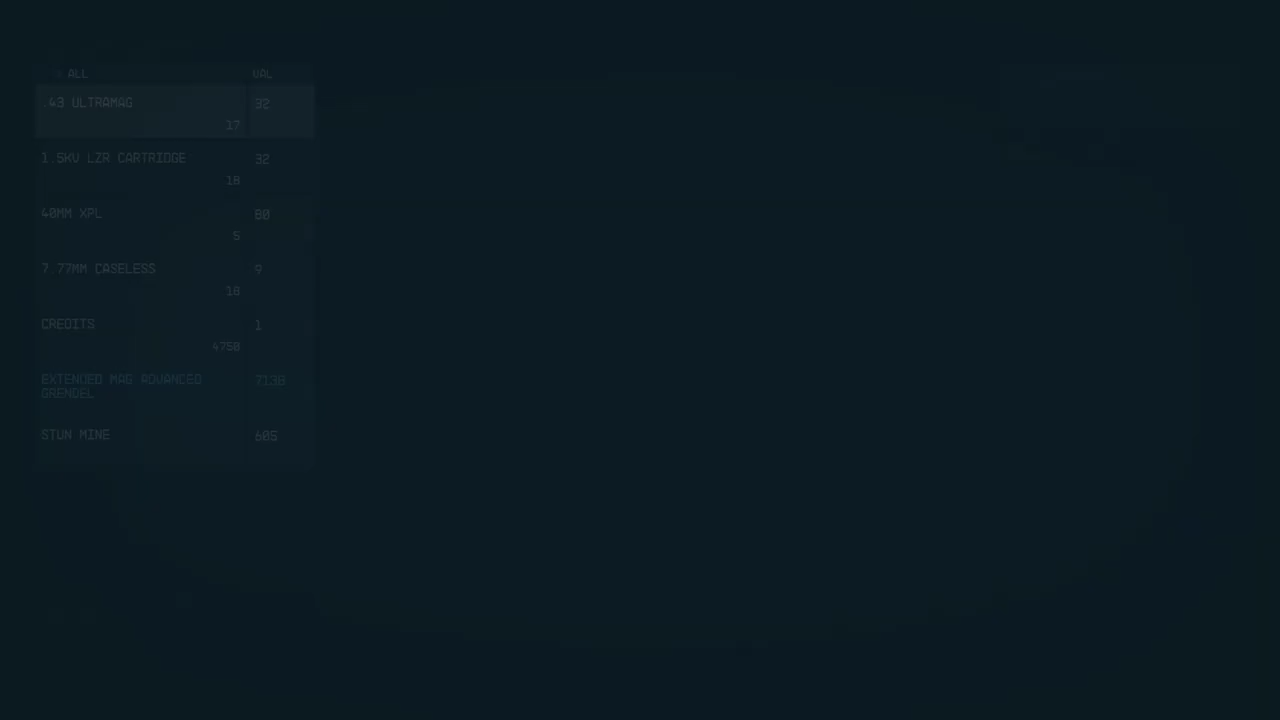 ALL VAL
.43 ULTRAMAG 32
17
1.5KV LZR CARTRIDGE 32
18
40MM XPL 80
5
7.77MM CASELESS 9
16
CREDITS 1
4750
EXTENDED MAG ADVANCED 7138
GRENDEL
STUN MINE 605